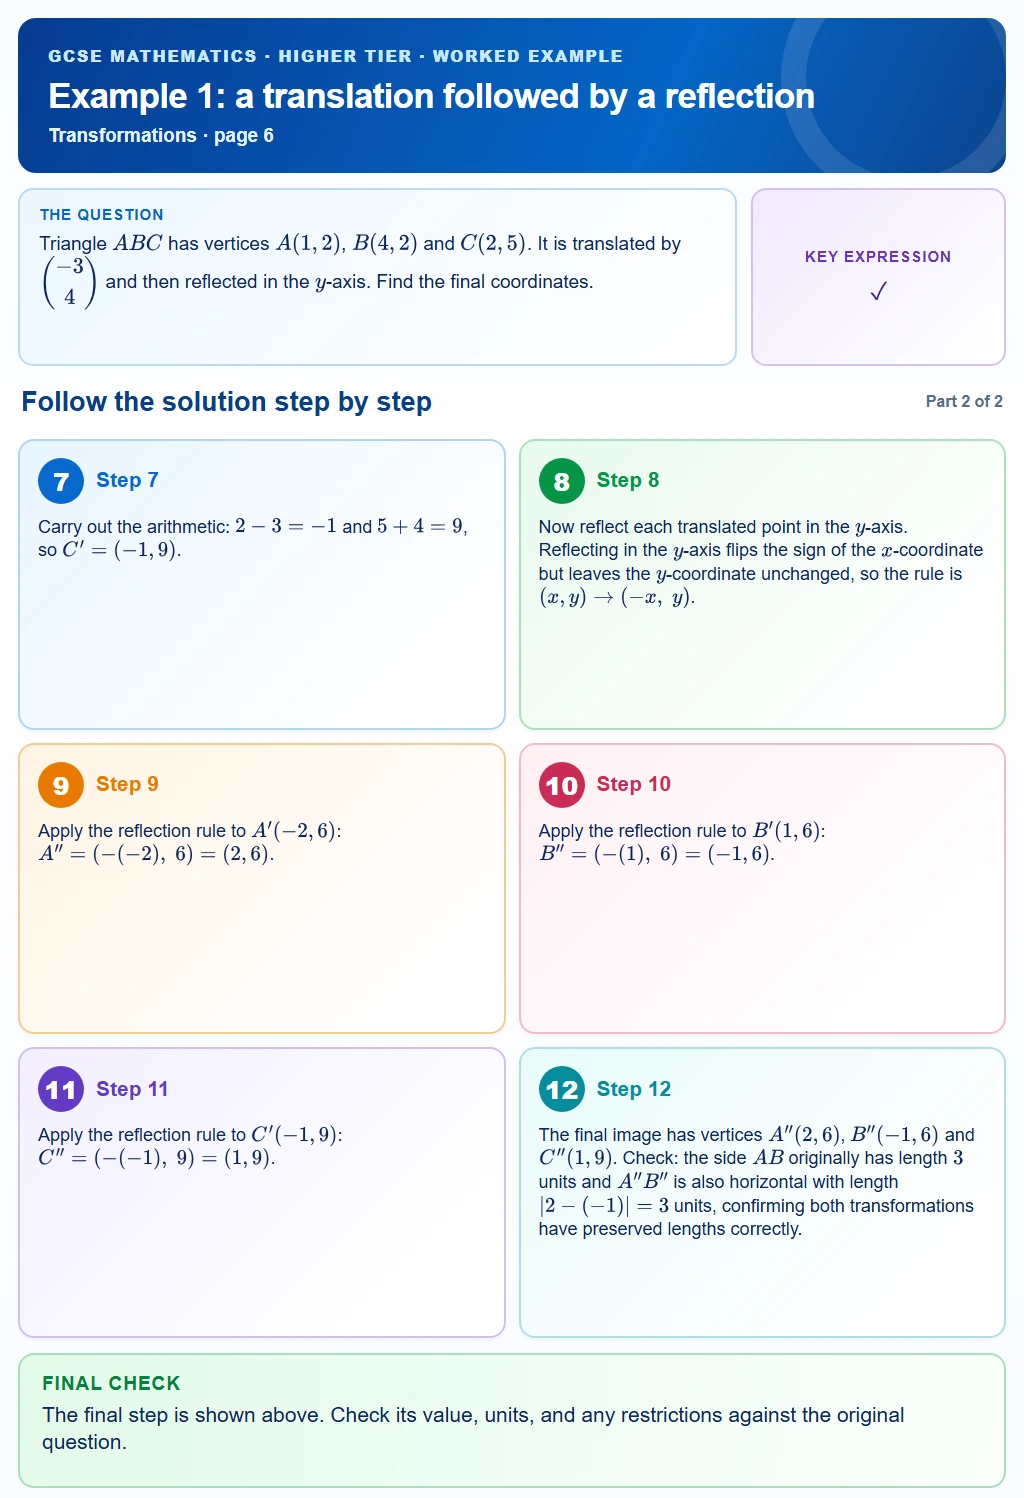 GCSE MATHEMATICS · HIGHER TIER · WORKED EXAMPLE
Example 1: a translation followed by a reflection
Transformations · page 6
THE QUESTION
Triangle ABC has vertices A(1, 2), B(4, 2) and C(2, 5). It is translated by
(−3
4) and then reflected in the y-axis. Find the final coordinates.
KEY EXPRESSION
✓
Follow the solution step by step
Part 2 of 2
7 Step 7
Carry out the arithmetic: 2 − 3 = −1 and 5 + 4 = 9,
so C′ = (−1, 9).
8 Step 8
Now reflect each translated point in the y-axis.
Reflecting in the y-axis flips the sign of the x-coordinate
but leaves the y-coordinate unchanged, so the rule is
(x, y) → (−x, y).
9 Step 9
Apply the reflection rule to A′(−2, 6):
A″ = (−(−2), 6) = (2, 6).
10 Step 10
Apply the reflection rule to B′(1, 6):
B″ = (−(1), 6) = (−1, 6).
11 Step 11
Apply the reflection rule to C′(−1, 9):
C″ = (−(−1), 9) = (1, 9).
12 Step 12
The final image has vertices A″(2, 6), B″(−1, 6) and
C″(1, 9). Check: the side AB originally has length 3
units and A″B″ is also horizontal with length
|2 − (−1)| = 3 units, confirming both transformations
have preserved lengths correctly.
FINAL CHECK
The final step is shown above. Check its value, units, and any restrictions against the original
question.